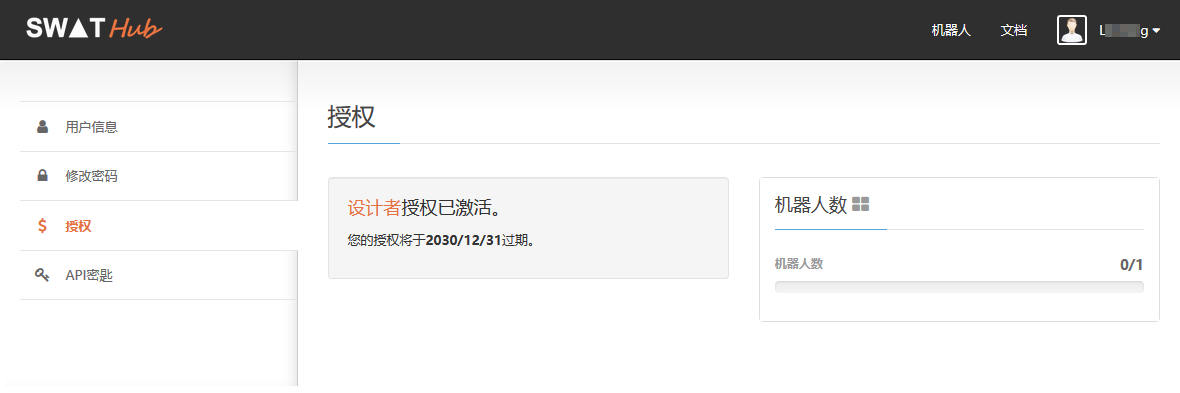 SWAT Hub
机器人
文档
用户信息
修改密码
授权
API密匙
授权
设计者授权已激活。
您的授权将于2030/12/31过期。
机器人数
机器人数
0/1